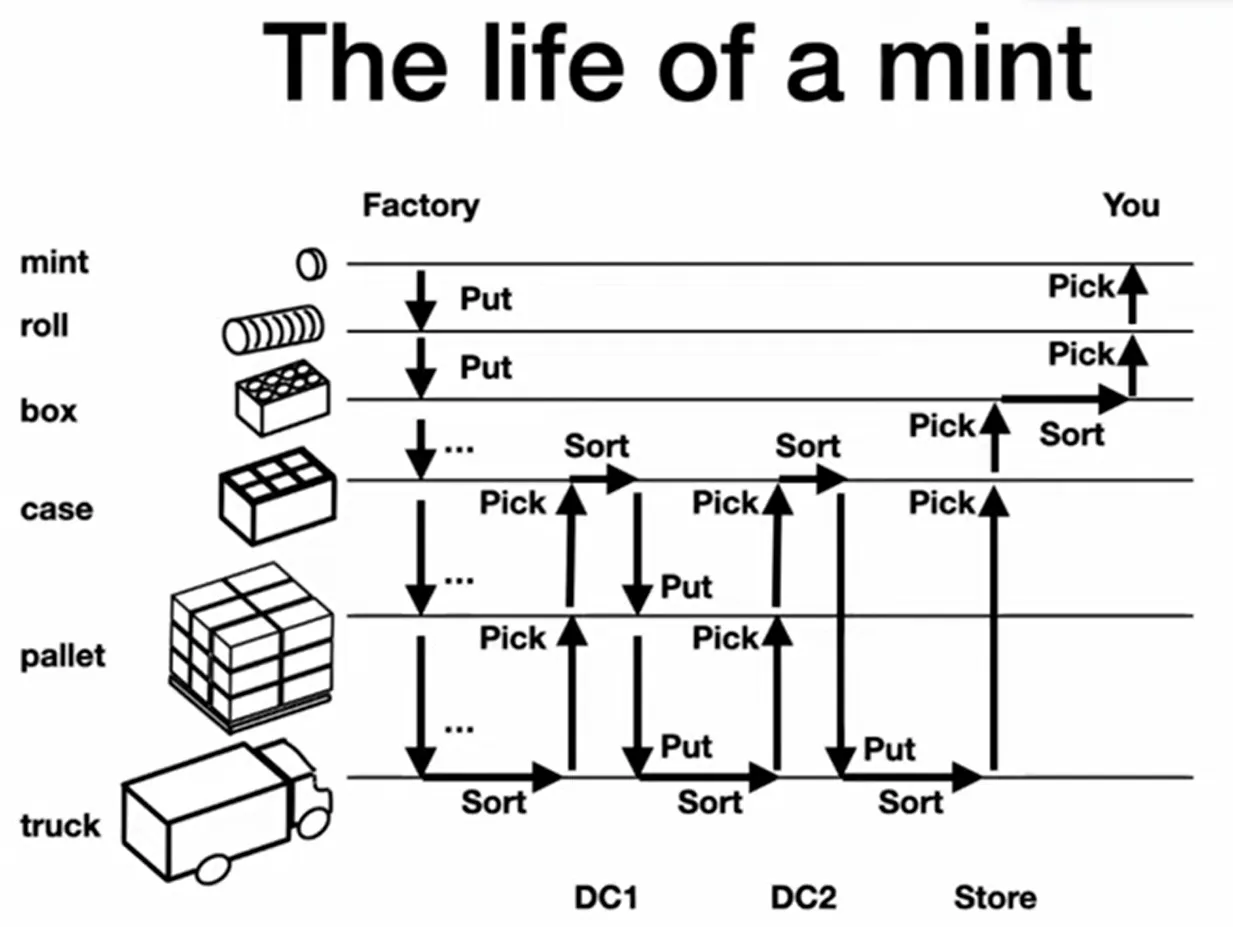 The life of a mint
Factory You
mint
Pick
Put
roll
Pick
Put
box
Pick Sort
...
Sort Sort
Pick Pick Pick
case
...
Put
Pick Pick
pallet
...
Put Put
Sort Sort Sort
truck
DC1 DC2 Store